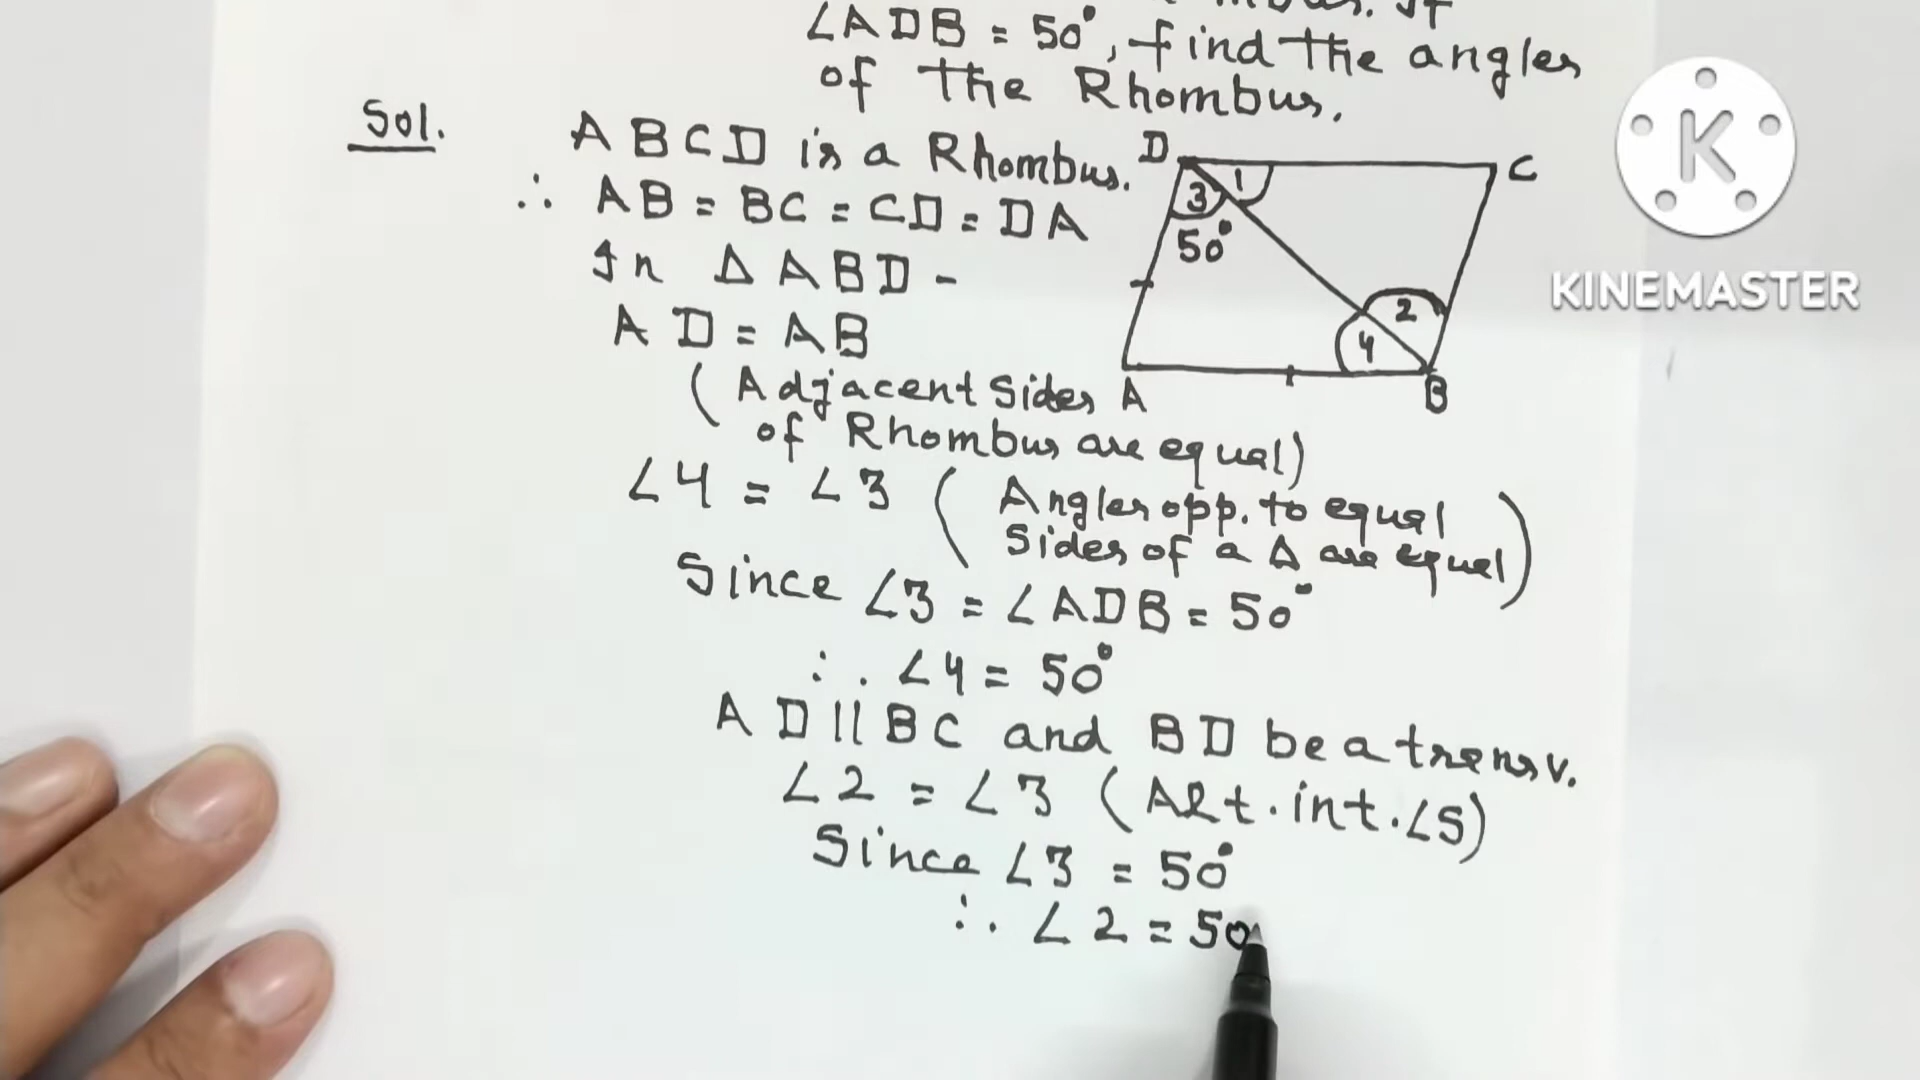 ∠ADB = 50°, find the angles
of the Rhombus.
Sol.
ABCD is a Rhombus.
∴ AB = BC = CD = DA
In Δ ABD -
AD = AB
(Adjacent Sides
of Rhombus are equal)
∠4 = ∠3 (Angles opp. to equal
Sides of a Δ are equal)
Since ∠3 = ∠ADB = 50°
∴ ∠4 = 50°
AD || BC and BD be a transv.
∠2 = ∠3 (Alt. int. ∠S)
Since ∠3 = 50°
∴ ∠2 = 50
D
C
3
1
50°
2
4
A
B
K
KINEMASTER